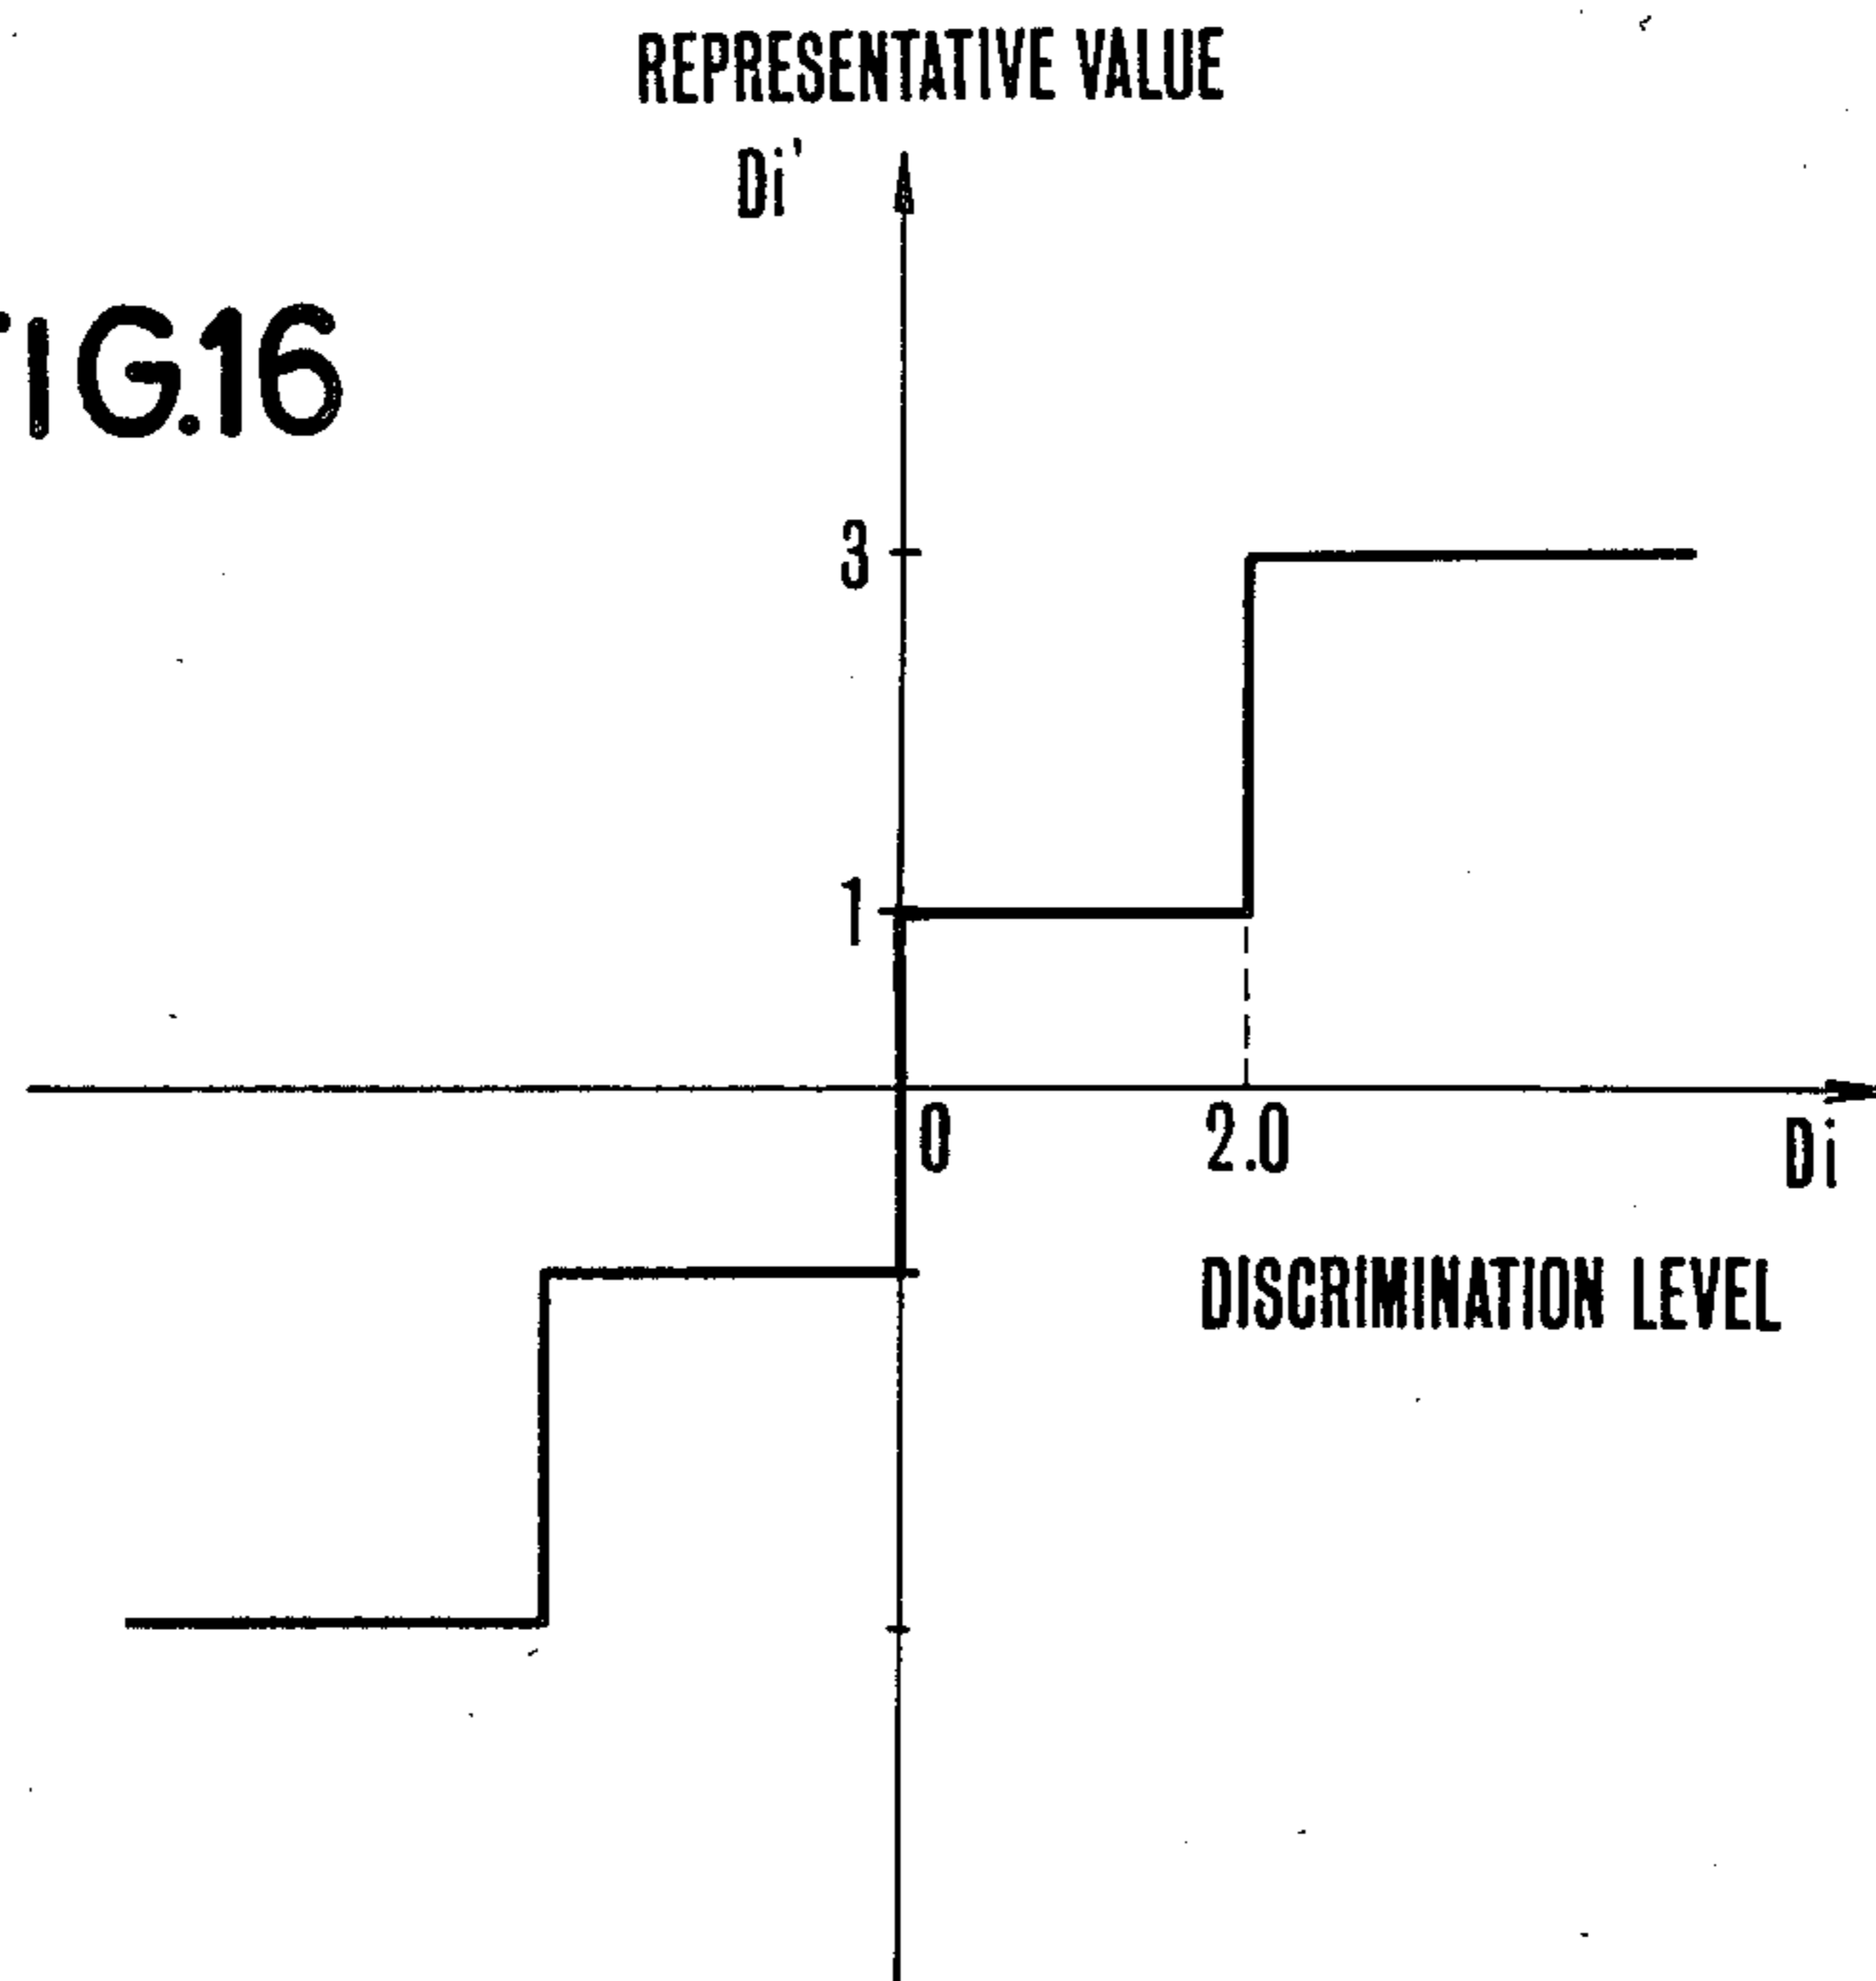 REPRESENTATIVE VALUE
Di'
FIG.16
3
1
0
2.0
Di
DISCRIMINATION LEVEL